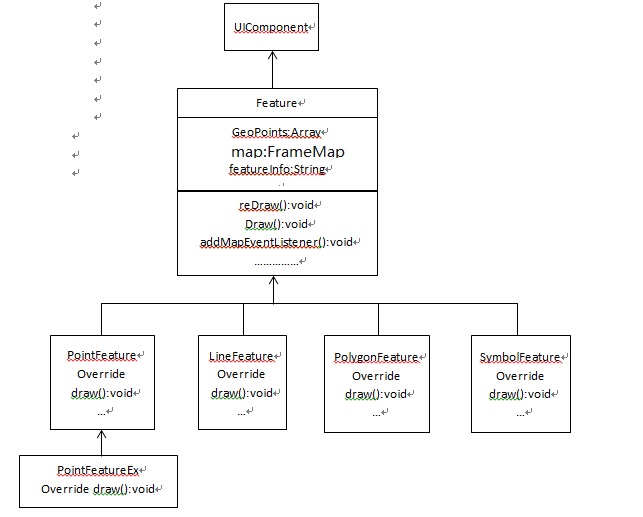 UIComponent
Feature
GeoPoints:Array
map:FrameMap
featureInfo:String
reDraw():void
Draw():void
addMapEventListener():void
……………
PointFeature
Override
draw():void
…
LineFeature
Override
draw():void
…
PolygonFeature
Override
draw():void
…
SymbolFeature
Override
draw():void
…
PointFeatureEx
Override draw():void